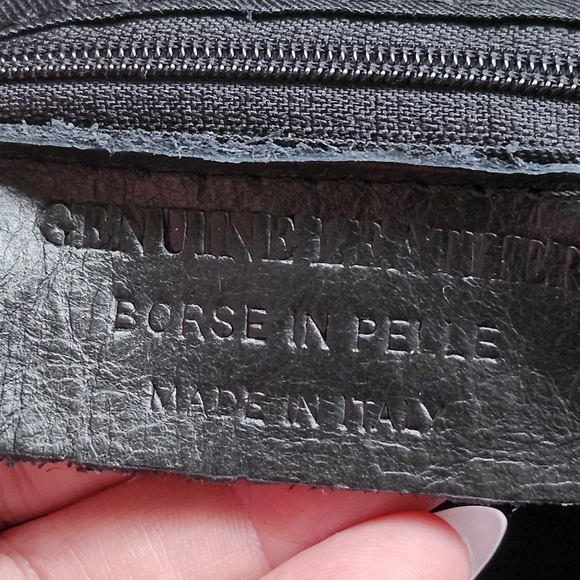 GENUINE LEATHER
BORSE IN PELLE
MADE IN ITALY